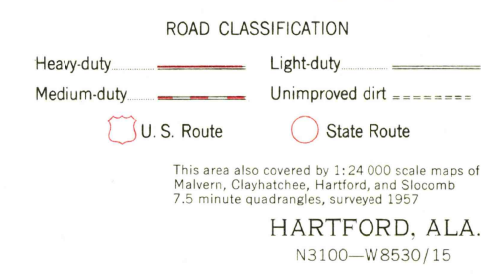 ROAD CLASSIFICATION
Heavy-duty Light-duty
Medium-duty Unimproved dirt
U. S. Route State Route
This area also covered by 1:24 000 scale maps of
Malvern, Clayhatchee, Hartford, and Slocomb
7.5 minute quadrangles, surveyed 1957
HARTFORD, ALA.
N3100—W8530/15